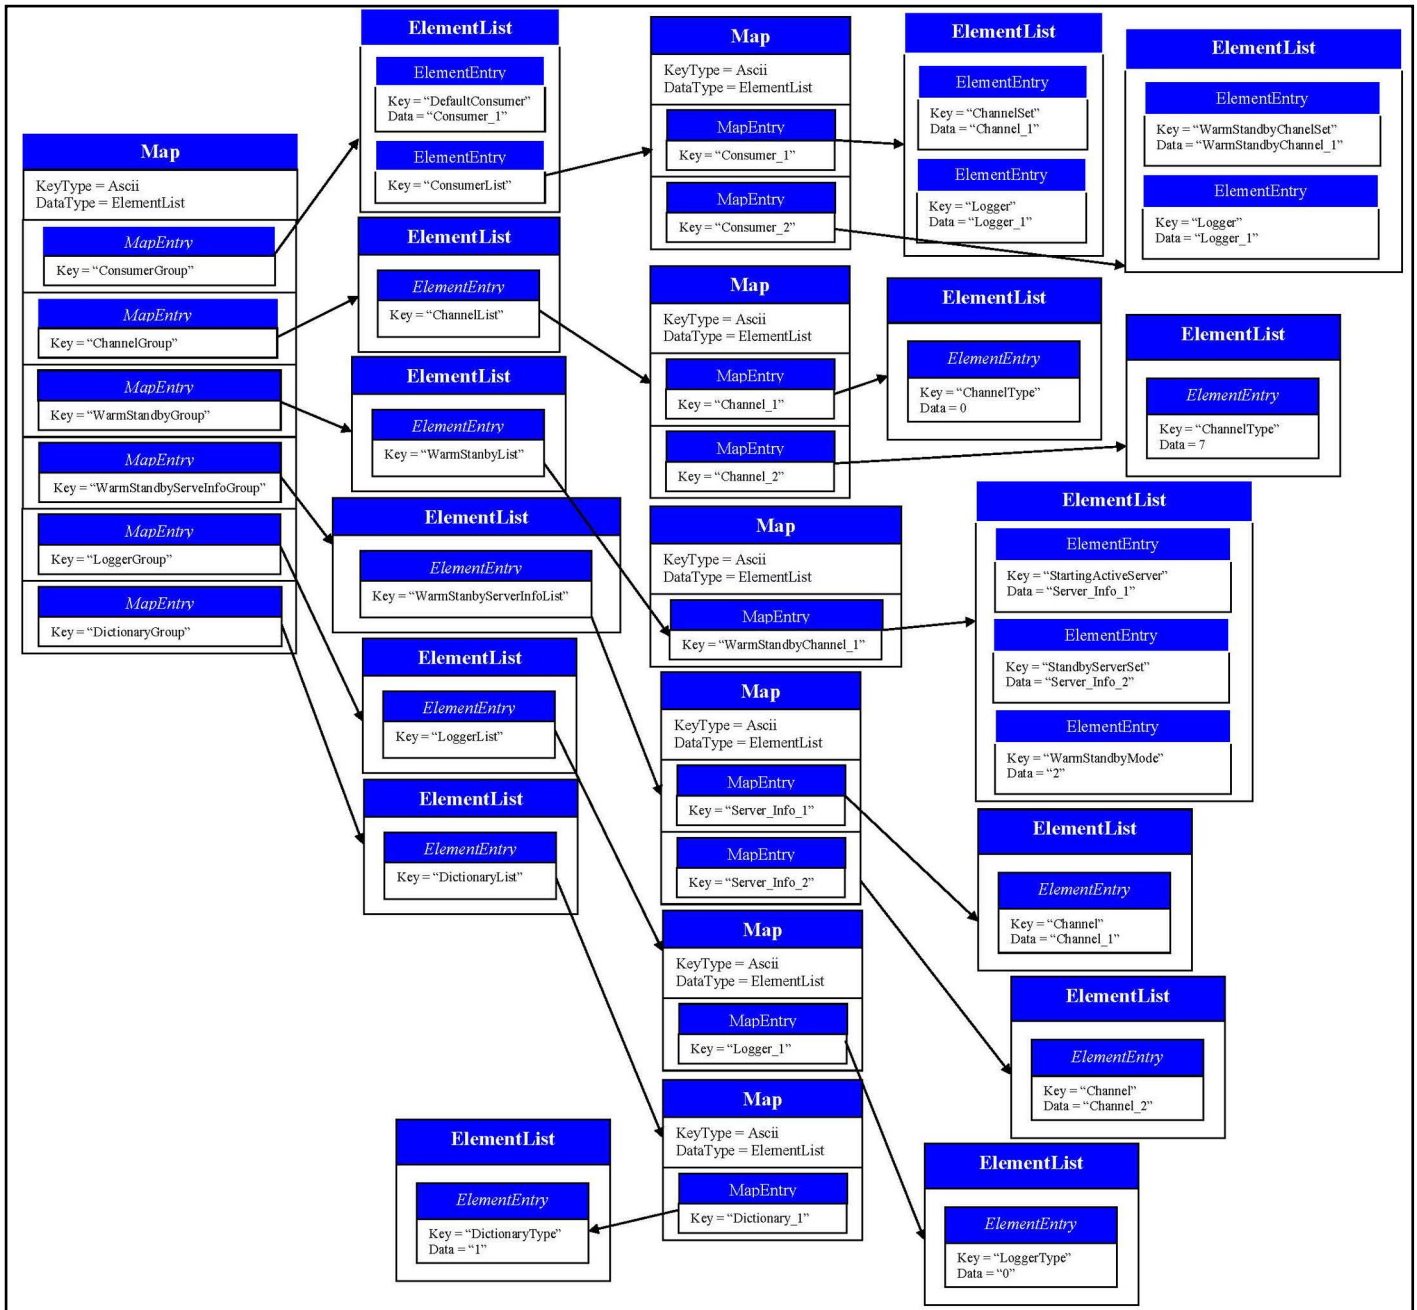 Map
KeyType = Ascii
DataType = ElementList
MapEntry
Key = “ConsumerGroup”
MapEntry
Key = “ChannelGroup”
MapEntry
Key = “WarmStandbyGroup”
MapEntry
Key = “WarmStandbyServeInfoGroup”
MapEntry
Key = “LoggerGroup”
MapEntry
Key = “DictionaryGroup”
ElementList
ElementEntry
Key = “DefaultConsumer”
Data = “Consumer_1”
ElementEntry
Key = “ConsumerList”
ElementList
ElementEntry
Key = “ChannelList”
ElementList
ElementEntry
Key = “WarmStanbyList”
ElementList
ElementEntry
Key = “WarmStanbyServerInfoList”
ElementList
ElementEntry
Key = “LoggerList”
ElementList
ElementEntry
Key = “DictionaryList”
ElementList
ElementEntry
Key = “DictionaryType”
Data = “1”
Map
KeyType = Ascii
DataType = ElementList
MapEntry
Key = “Consumer_1”
MapEntry
Key = “Consumer_2”
Map
KeyType = Ascii
DataType = ElementList
MapEntry
Key = “Channel_1”
MapEntry
Key = “Channel_2”
Map
KeyType = Ascii
DataType = ElementList
MapEntry
Key = “WarmStandbyChannel_1”
Map
KeyType = Ascii
DataType = ElementList
MapEntry
Key = “Server_Info_1”
MapEntry
Key = “Server_Info_2”
Map
KeyType = Ascii
DataType = ElementList
MapEntry
Key = “Logger_1”
Map
KeyType = Ascii
DataType = ElementList
MapEntry
Key = “Dictionary_1”
ElementList
ElementEntry
Key = “ChannelSet”
Data = “Channel_1”
ElementEntry
Key = “Logger”
Data = “Logger_1”
ElementList
ElementEntry
Key = “WarmStandbyChanelSet”
Data = “WarmStandbyChannel_1”
ElementEntry
Key = “Logger”
Data = “Logger_1”
ElementList
ElementEntry
Key = “ChannelType”
Data = 0
ElementList
ElementEntry
Key = “ChannelType”
Data = 7
ElementList
ElementEntry
Key = “StartingActiveServer”
Data = “Server_Info_1”
ElementEntry
Key = “StandbyServerSet”
Data = “Server_Info_2”
ElementEntry
Key = “WarmStandbyMode”
Data = “2”
ElementList
ElementEntry
Key = “Channel”
Data = “Channel_1”
ElementList
ElementEntry
Key = “Channel”
Data = “Channel_2”
ElementList
ElementEntry
Key = “LoggerType”
Data = “0”